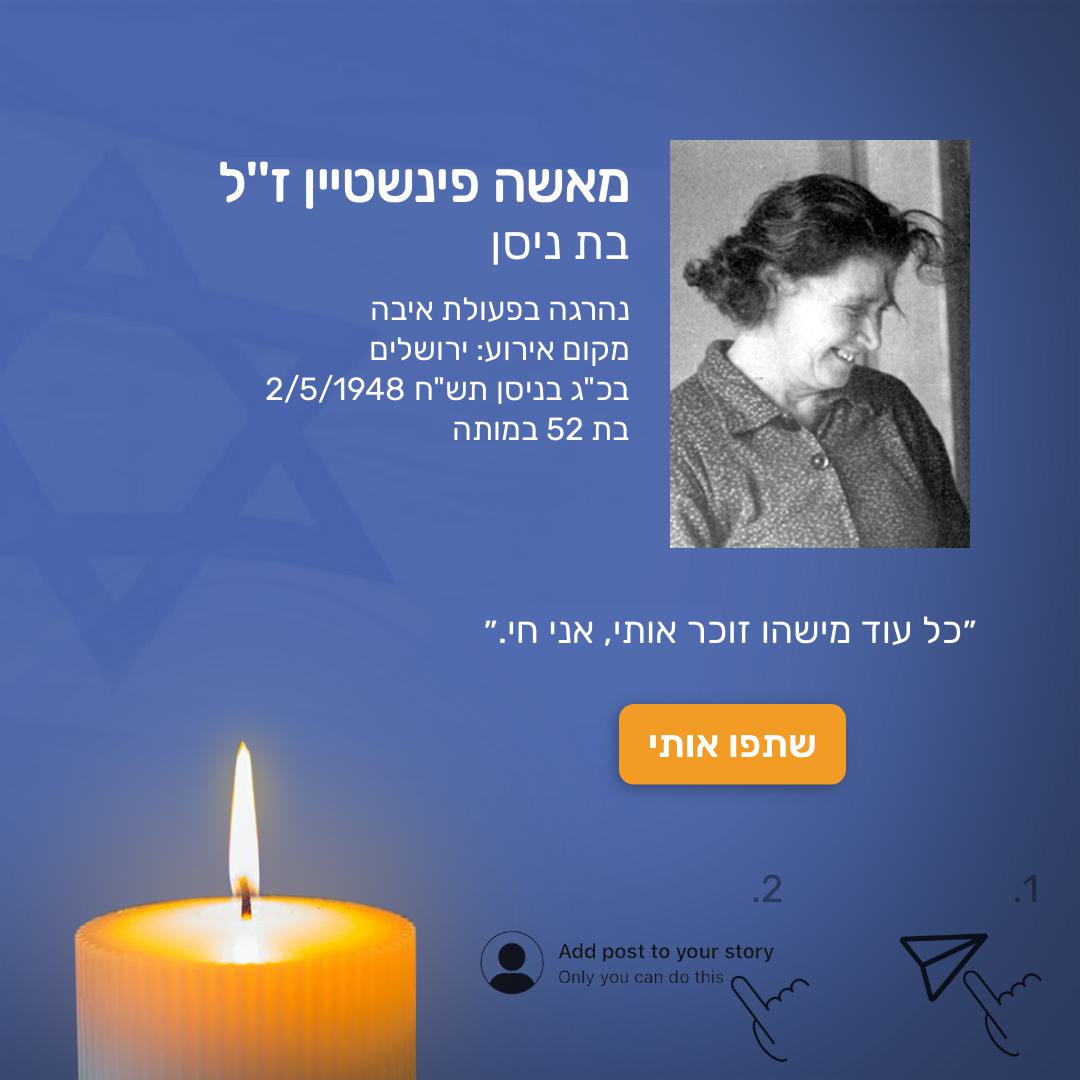 מאשה פינשטיין ז"ל
בת ניסן
נהרגה בפעולת איבה
מקום אירוע: ירושלים
בכ"ג בניסן תש"ח 2/5/1948
בת 52 במותה
״כל עוד מישהו זוכר אותי, אני חי.״
שתפו אותי
.1
.2
Add post to your story
Only you can do this